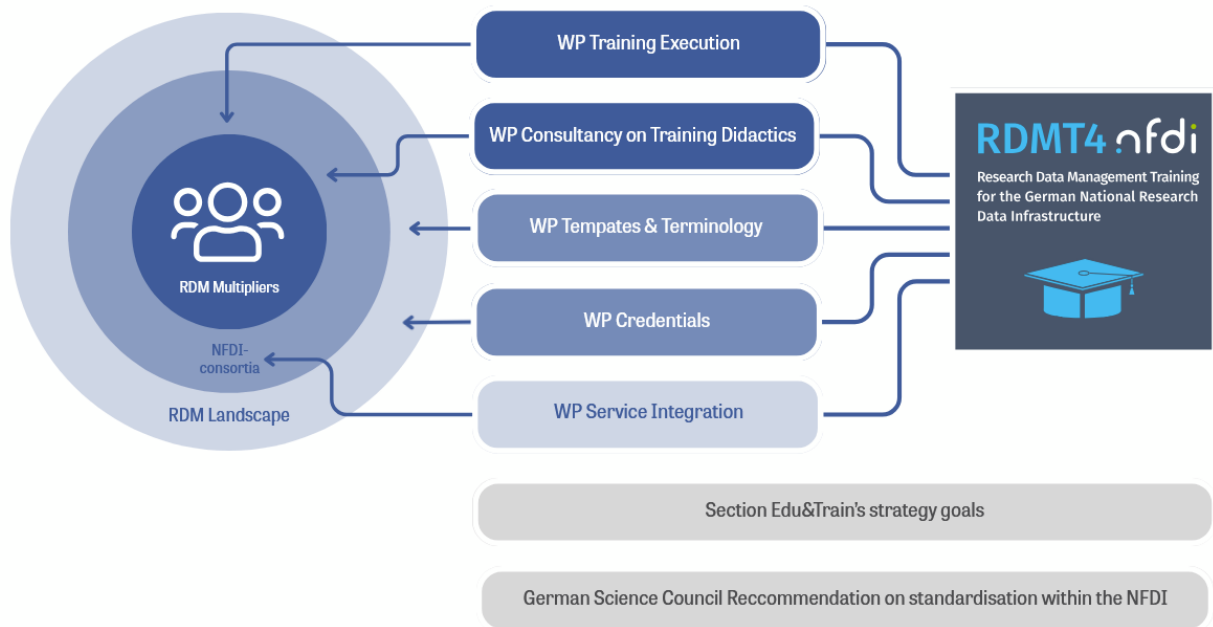 WP Training Execution
WP Consultancy on Training Didactics
WP Tempates & Terminology
WP Credentials
WP Service Integration
RDM Multipliers
NFDI-
consortia
RDM Landscape
RDMT4 nfdi
Research Data Management Training
for the German National Research
Data Infrastructure
Section Edu&Train's strategy goals
German Science Council Reccommendation on standardisation within the NFDI